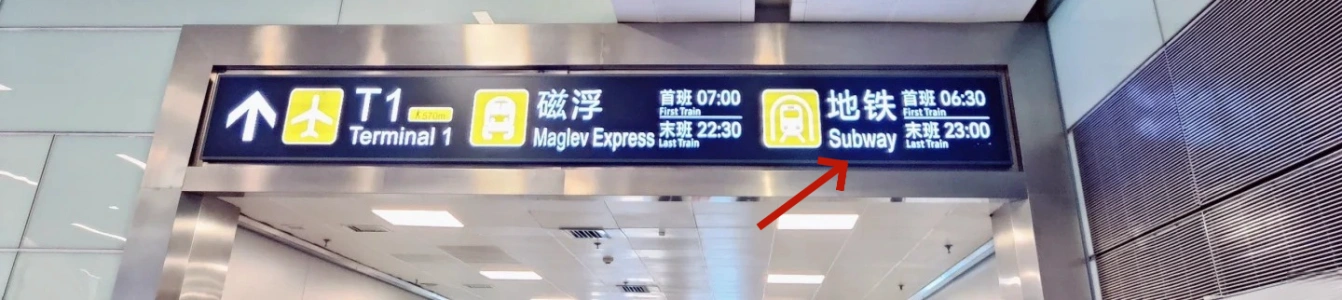 T1 570m
Terminal 1
磁浮
Maglev Express
首班 07:00
First Train
末班 22:30
Last Train
地铁
Subway
首班 06:30
First Train
末班 23:00
Last Train